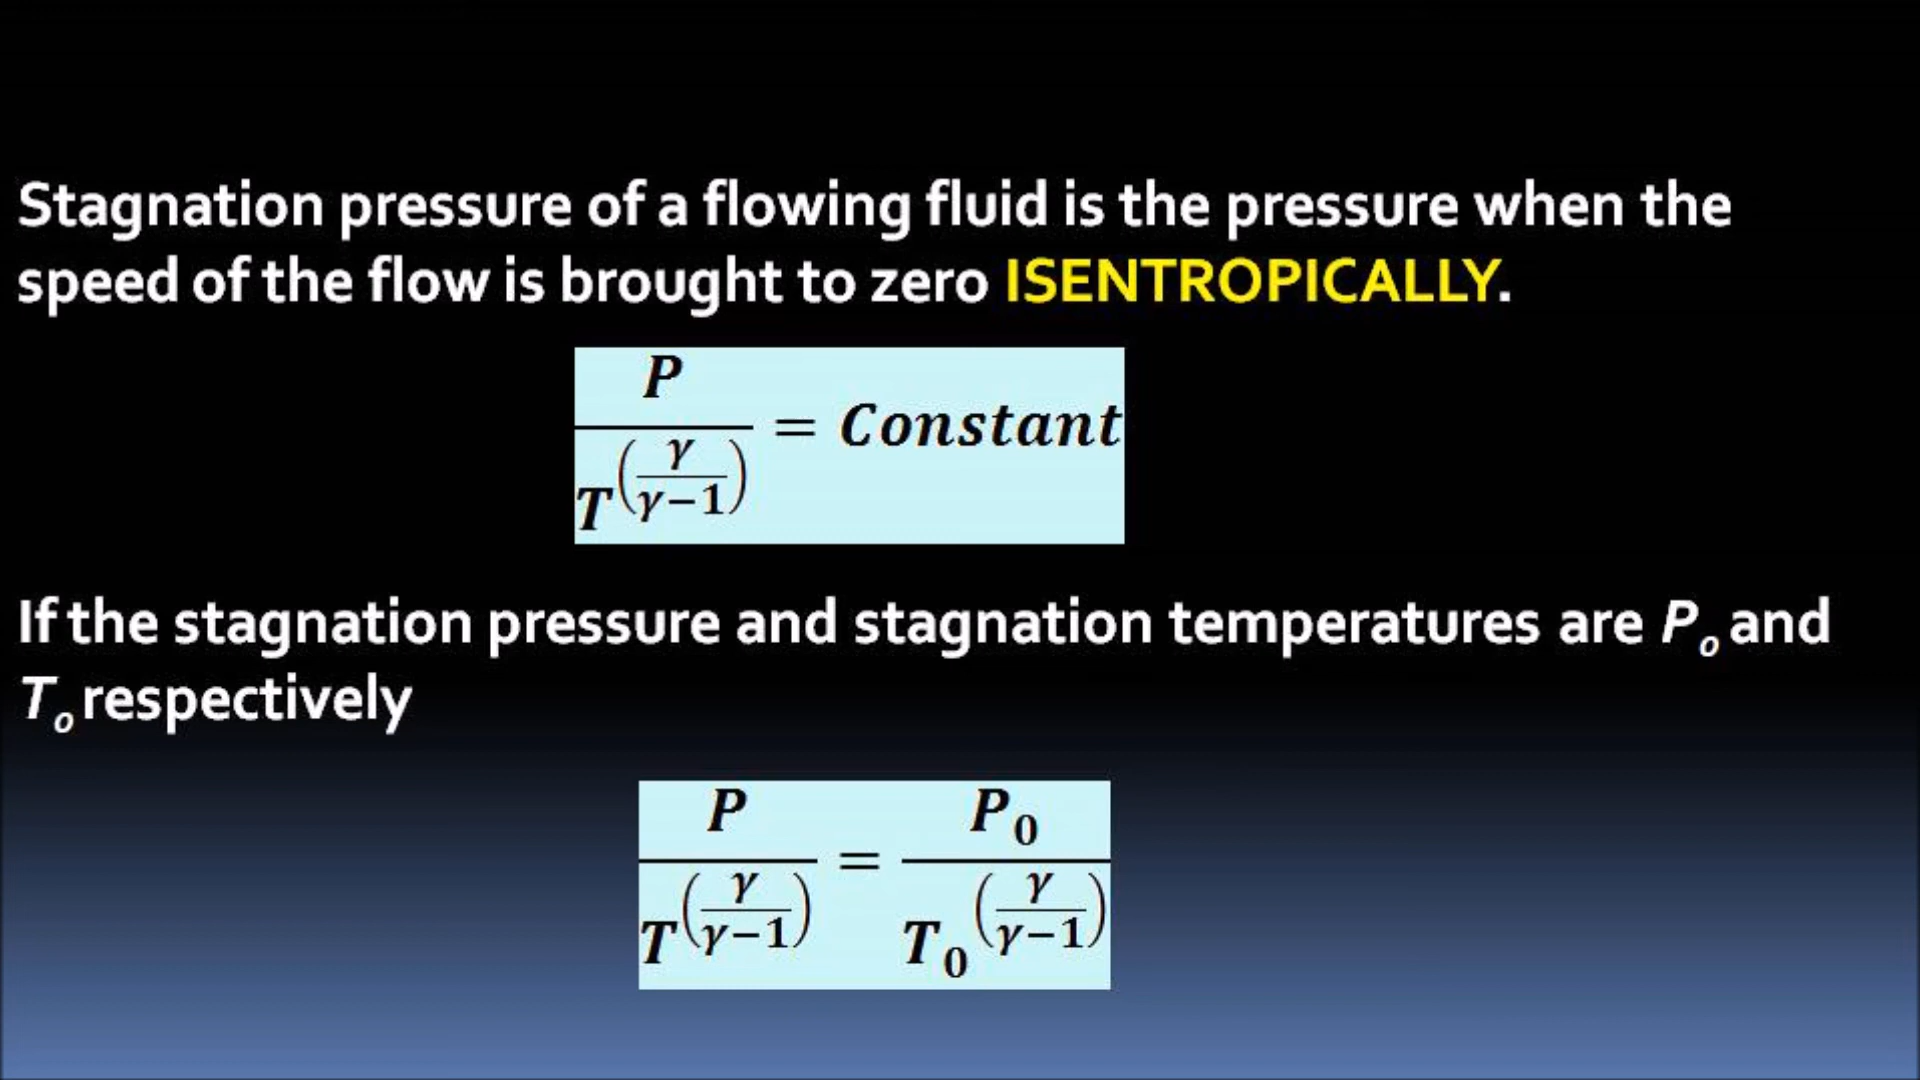 Stagnation pressure of a flowing fluid is the pressure when the
speed of the flow is brought to zero ISENTROPICALLY.
P / T^(γ/(γ−1)) = Constant
If the stagnation pressure and stagnation temperatures are Po and
To respectively
P / T^(γ/(γ−1)) = P0 / T0^(γ/(γ−1))